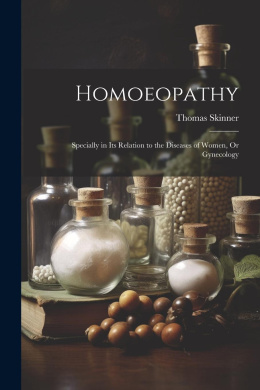 Homoeopathy
Thomas Skinner
Specially in Its Relation to the Diseases of Women, Or
Gynecology